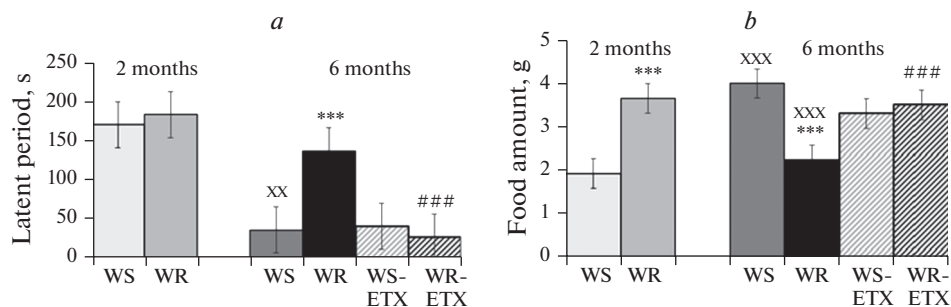 a
Latent period, s
250
200
150
100
50
0
2 months
6 months
xx
***
###
WS
WR
WS
WR
WS-
ETX
WR-
ETX
b
Food amount, g
5
4
3
2
1
0
2 months
6 months
***
xxx
xxx
***
###
WS
WR
WS
WR
WS-
ETX
WR-
ETX